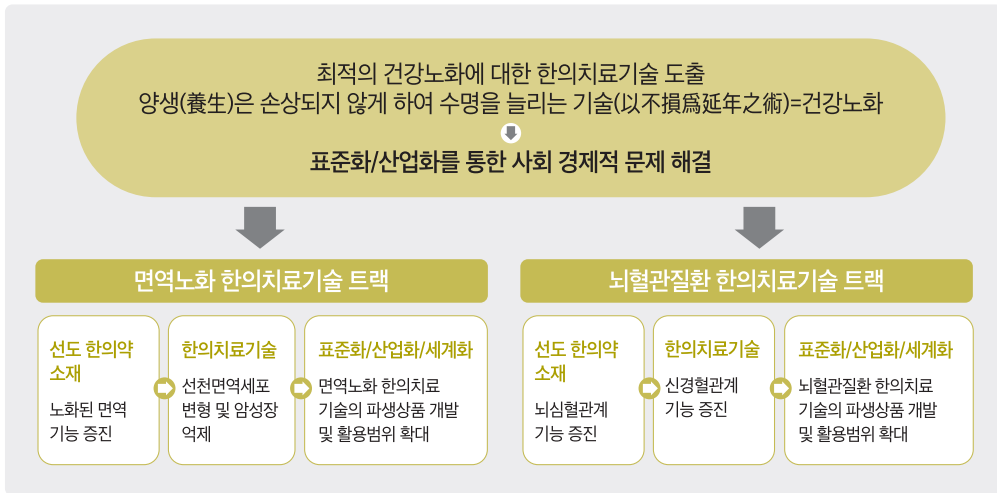 최적의 건강노화에 대한 한의치료기술 도출
양생(養生)은 손상되지 않게 하여 수명을 늘리는 기술(以不損爲延年之術)=건강노화
표준화/산업화를 통한 사회 경제적 문제 해결
면역노화 한의치료기술 트랙
선도 한의약
소재
노화된 면역
기능 증진
한의치료기술
선천면역세포
변형 및 암성장
억제
표준화/산업화/세계화
면역노화 한의치료
기술의 파생상품 개발
및 활용범위 확대
뇌혈관질환 한의치료기술 트랙
선도 한의약
소재
뇌심혈관계
기능 증진
한의치료기술
신경혈관계
기능 증진
표준화/산업화/세계화
뇌혈관질환 한의치료
기술의 파생상품 개발
및 활용범위 확대